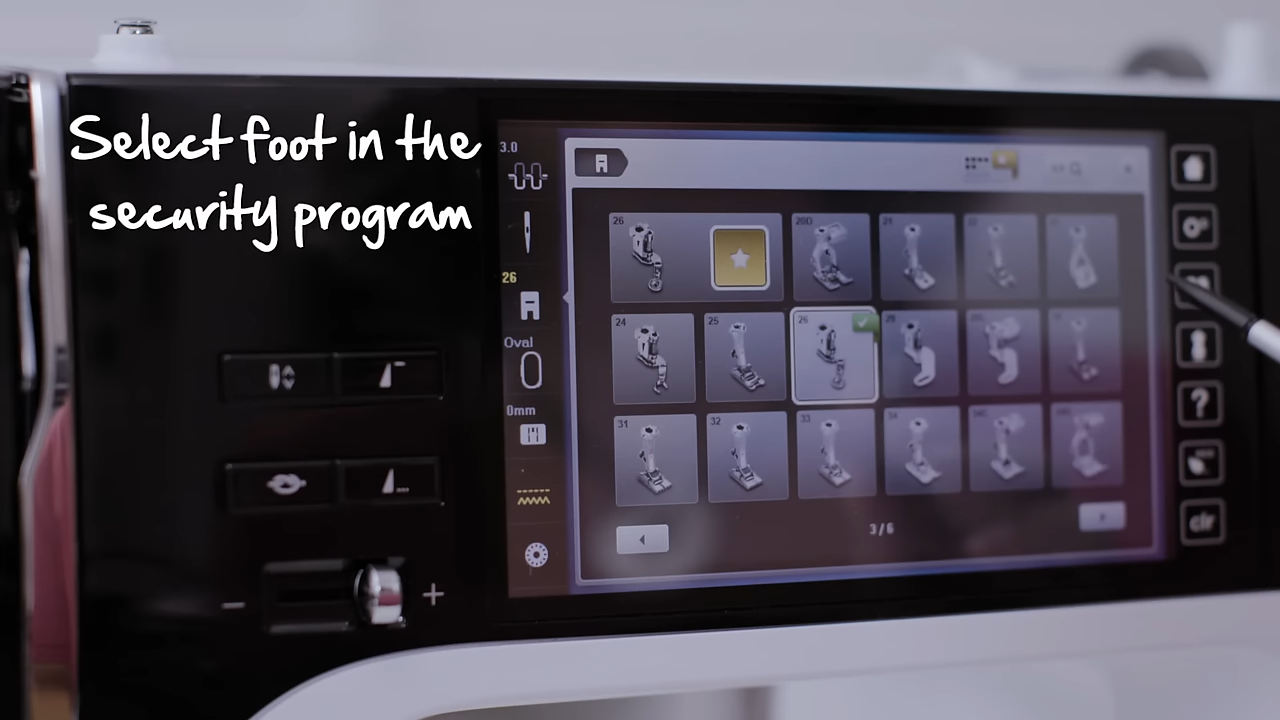 Select foot in the
security program
3.0
26
Oval
0mm
26
20D
24
25
26
31
32
33
34
3/6
− +
?
clr